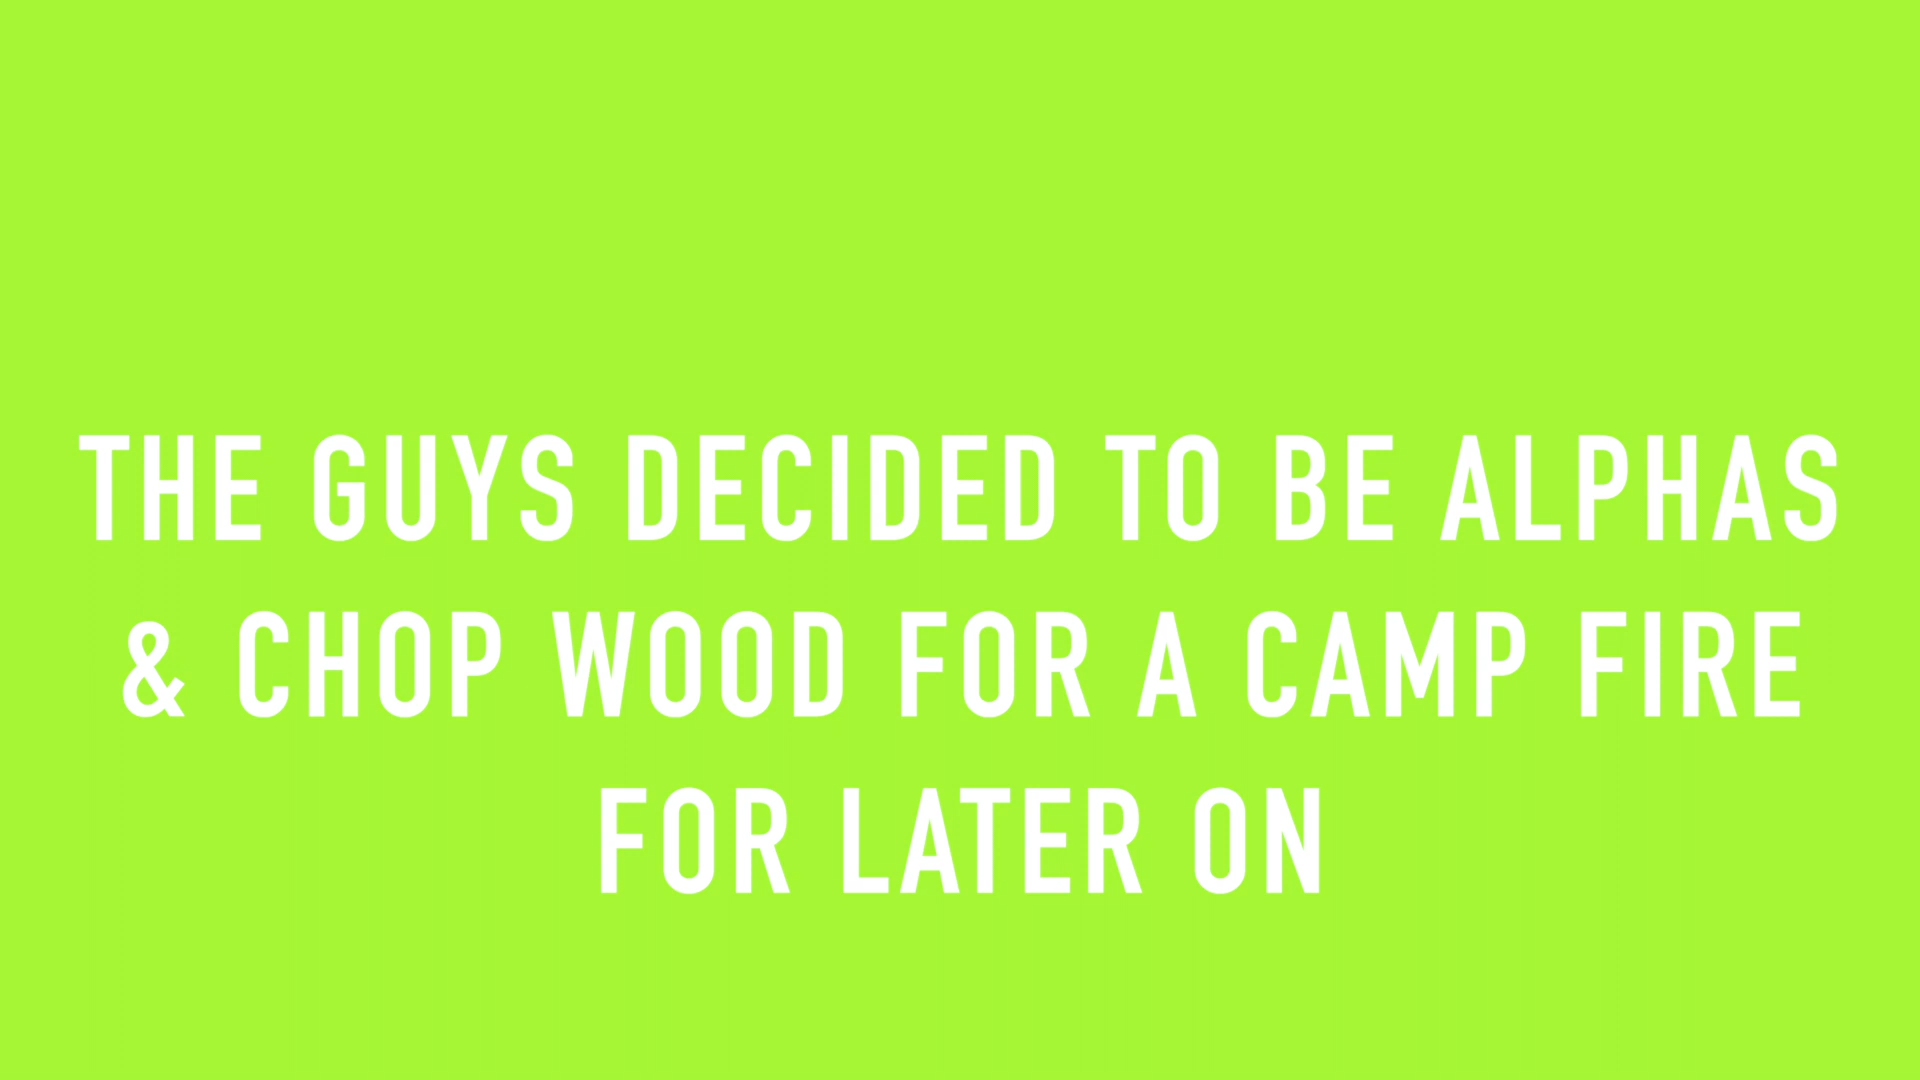 THE GUYS DECIDED TO BE ALPHAS
& CHOP WOOD FOR A CAMP FIRE
FOR LATER ON